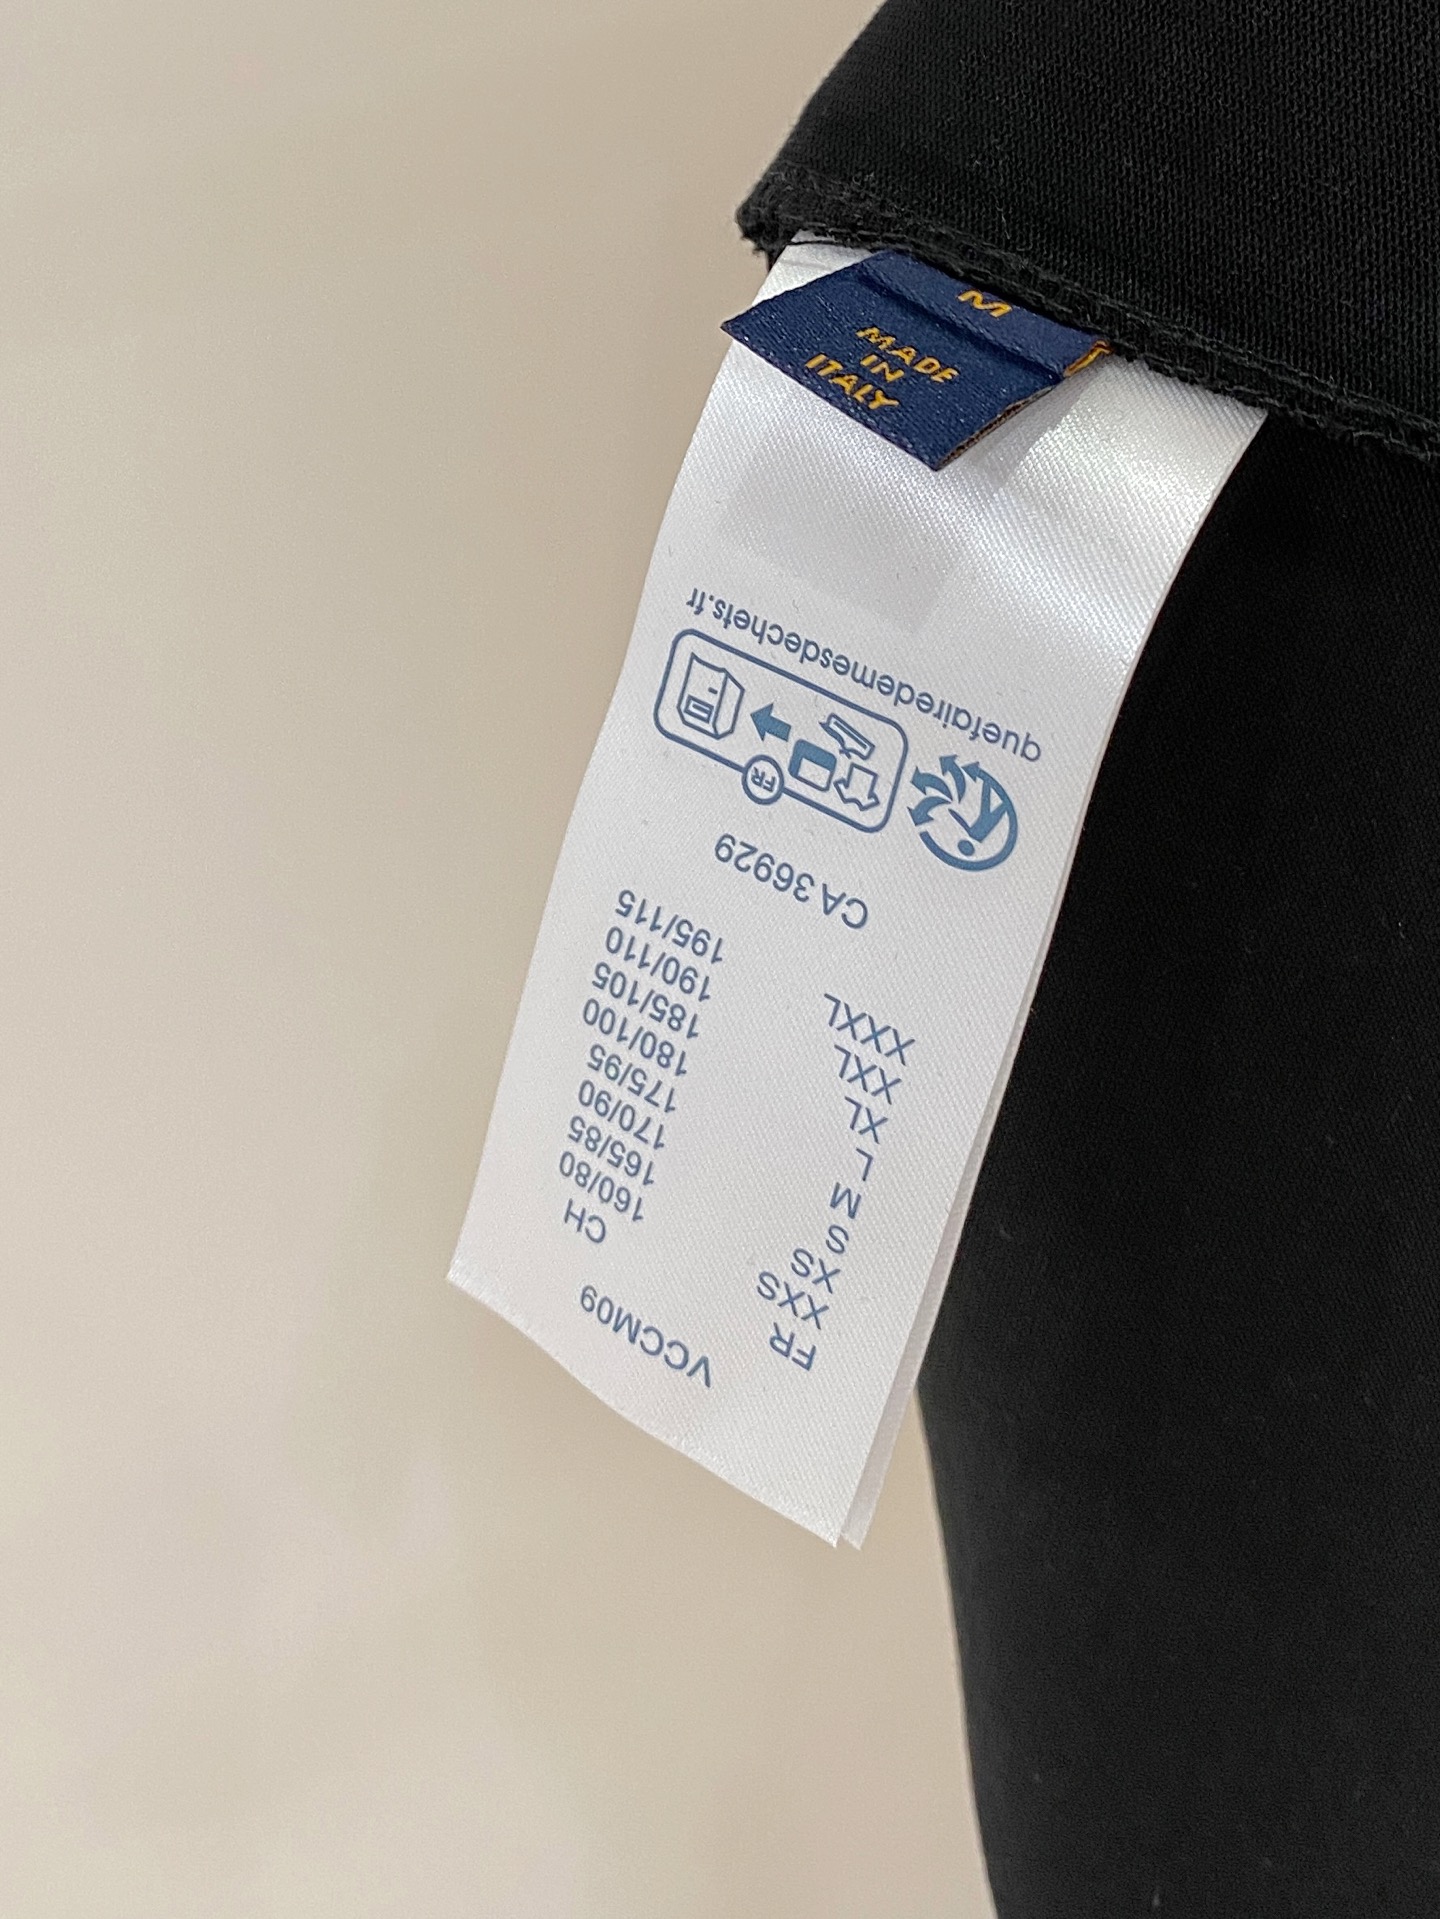 M
MADE
IN
ITALY
VCCM09
FR CH
XXS 160/80
XS 165/85
S 170/90
M 175/95
L 180/100
XL 185/105
XXL 190/110
XXXL 195/115
CA 36929
FR
quefairedemesdechets.fr